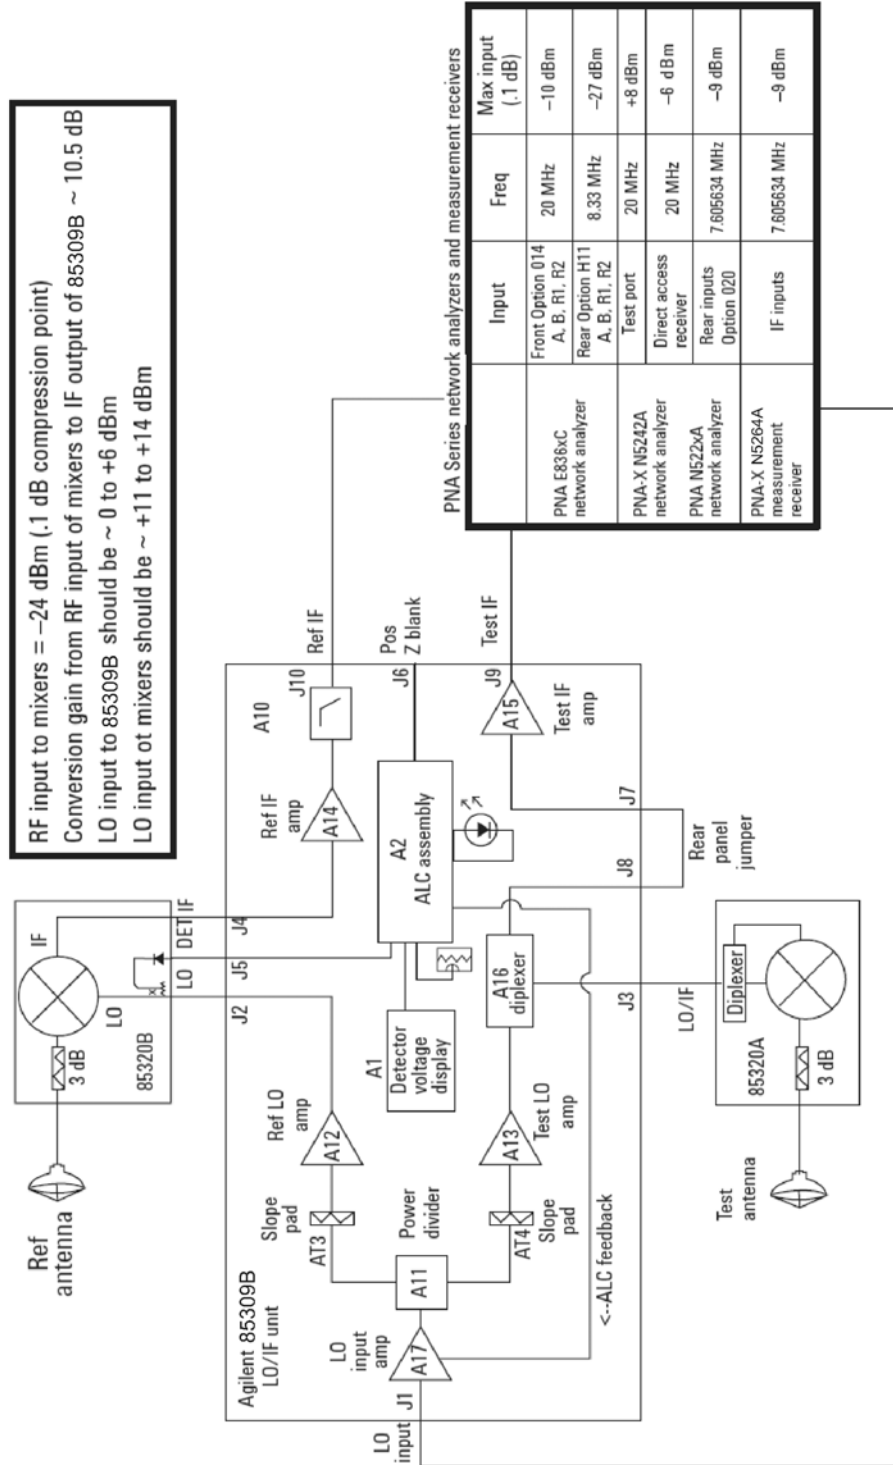 RF input to mixers = –24 dBm (.1 dB compression point)
Conversion gain from RF input of mixers to IF output of 85309B ~ 10.5 dB
LO input to 85309B should be ~ 0 to +6 dBm
LO input ot mixers should be ~ +11 to +14 dBm
Ref
antenna
3 dB
85320B
IF
LO
LO
DET IF
J2
J5
J4
Agilent 85309B
LO/IF unit
LO
input
J1
LO
input
amp
A17
A11
Power
divider
AT3
Slope
pad
A12
Ref LO
amp
AT4
Slope
pad
A13
Test LO
amp
<--ALC feedback
A1
Detector
voltage
display
A2
ALC assembly
A16
diplexer
Ref IF
amp
A14
A10
J10
Ref IF
J6
Pos
Z blank
J9
Test IF
A15
Test IF
amp
J3
J8
J7
Rear
panel
jumper
LO/IF
Test
antenna
85320A
3 dB
Diplexer
PNA Series network analyzers and measurement receivers
Input
Freq
Max input
(.1 dB)
PNA E836xC
network analyzer
Front Option 014
A, B, R1, R2
20 MHz
–10 dBm
Rear Option H11
A, B, R1, R2
8.33 MHz
–27 dBm
PNA-X N5242A
network analyzer
Test port
20 MHz
+8 dBm
Direct access
receiver
20 MHz
–6 dBm
PNA N522xA
network analyzer
Rear inputs
Option 020
7.605634 MHz
–9 dBm
PNA-X N5264A
measurement
receiver
IF inputs
7.605634 MHz
–9 dBm